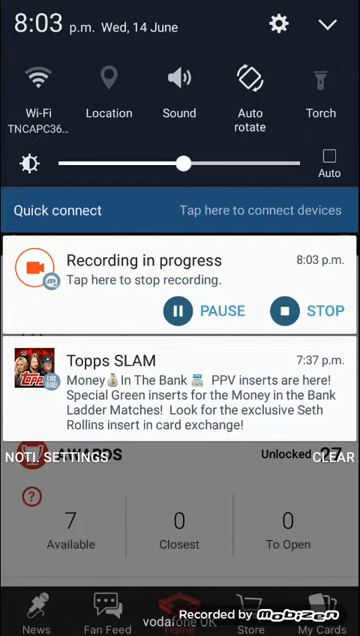 8:03 p.m. Wed, 14 June
Wi-Fi
TNCAPC36...
Location
Sound
Auto
rotate
Torch
Auto
Quick connect
Tap here to connect devices
Recording in progress
8:03 p.m.
Tap here to stop recording.
PAUSE
STOP
Topps SLAM
7:37 p.m.
Money💰In The Bank 🏦 PPV inserts are here!
Special Green inserts for the Money in the Bank
Ladder Matches! Look for the exclusive Seth
Rollins insert in card exchange!
NOTI. SETTINGS
CLEAR
AWARDS
Unlocked 27
?
7
Available
0
Closest
0
To Open
News
Fan Feed
Home
Store
My Cards
vodafone UK
Recorded by Mobizen